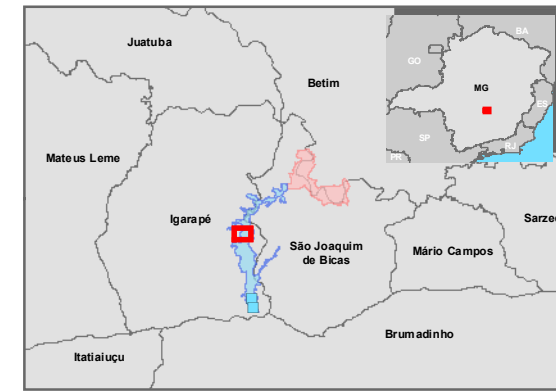 Juatuba
Betim
Mateus Leme
Igarapé
São Joaquim
de Bicas
Mário Campos
Sarze
Brumadinho
Itatiaiuçu
GO
BA
MG
ES
SP
RJ
PR